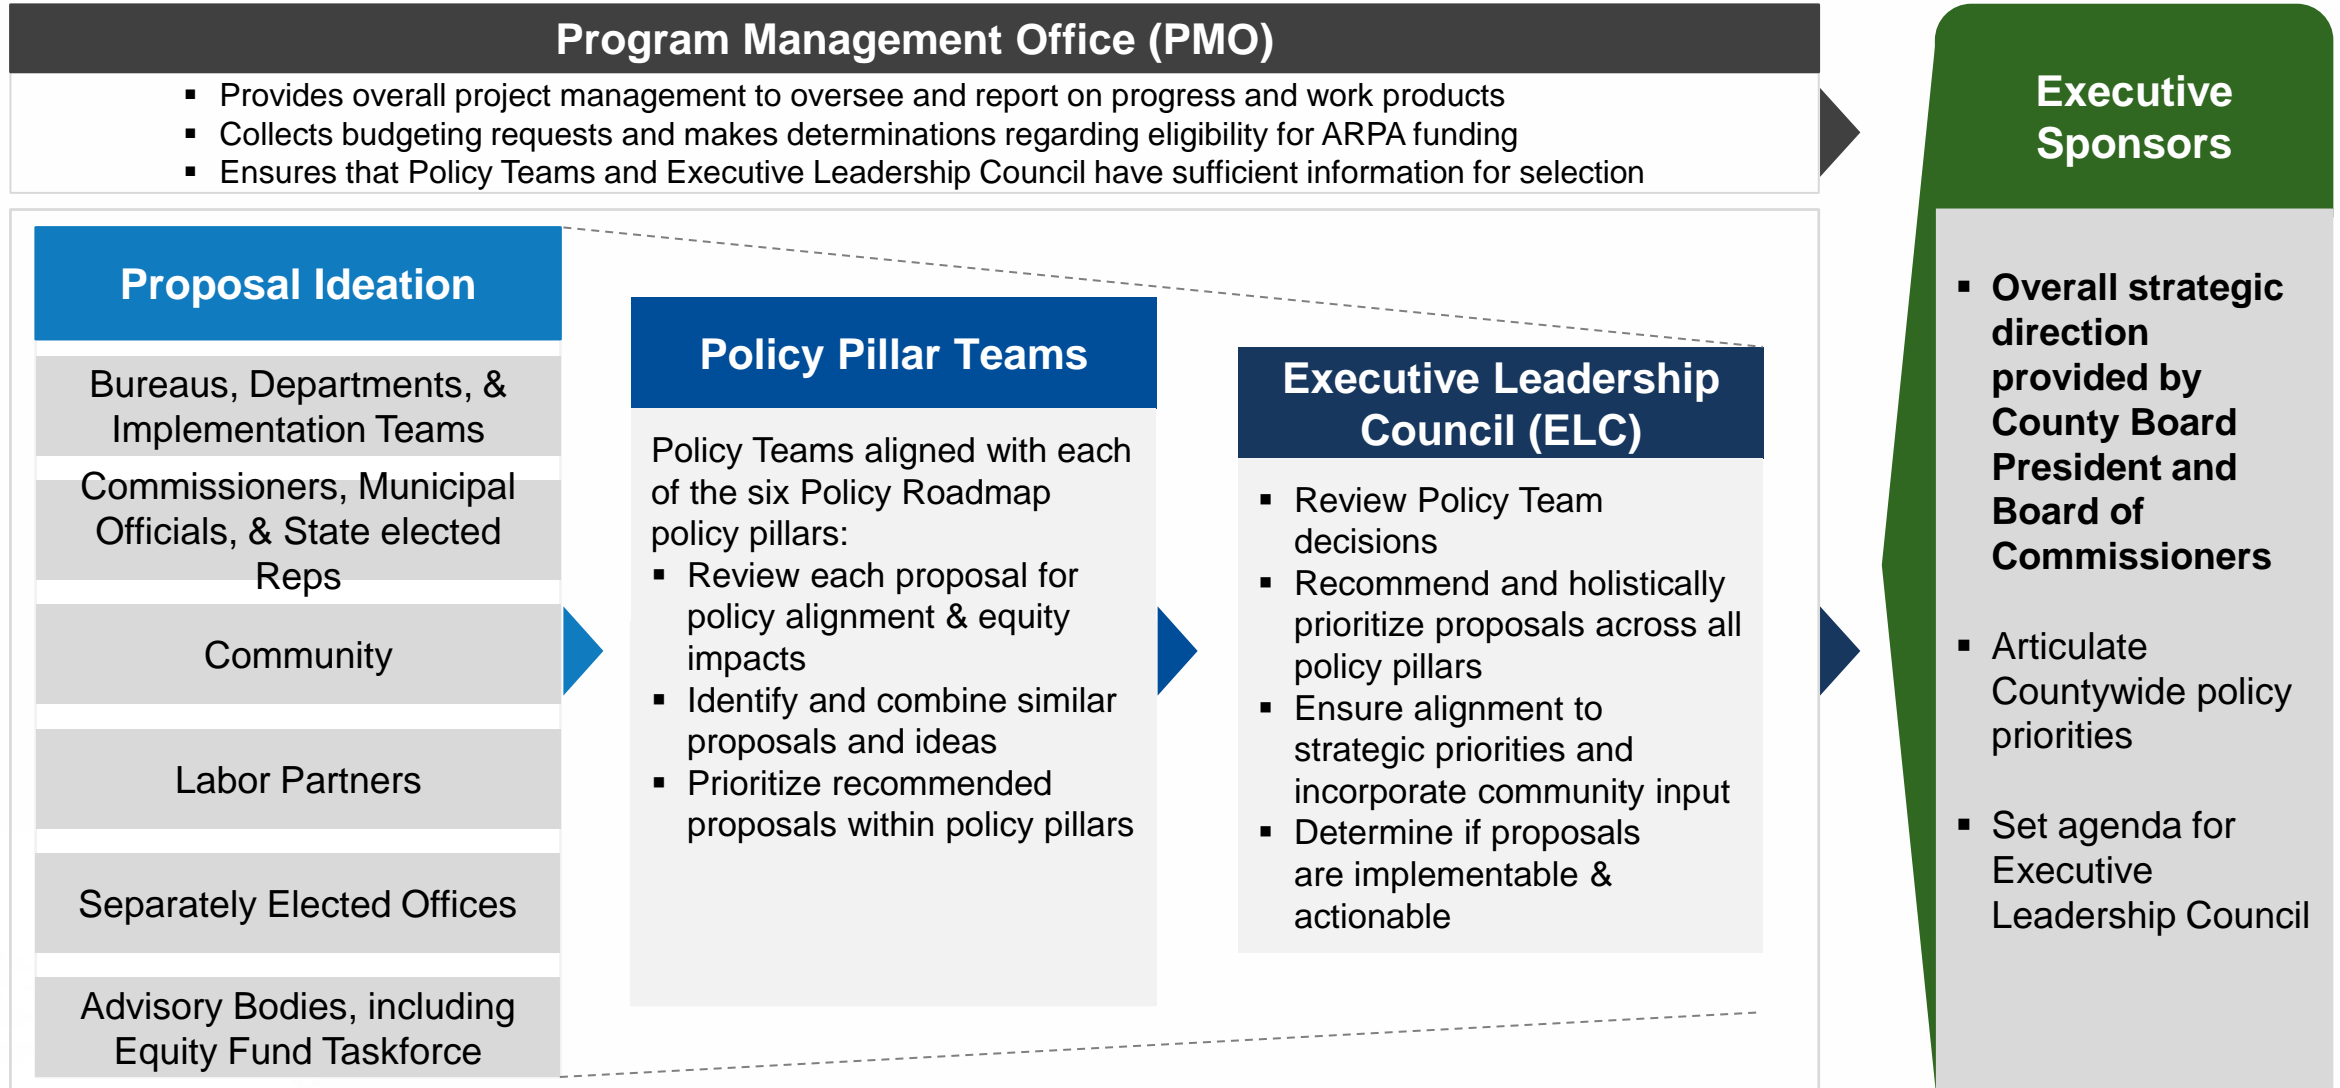 Program Management Office (PMO)
▪ Provides overall project management to oversee and report on progress and work products
▪ Collects budgeting requests and makes determinations regarding eligibility for ARPA funding
▪ Ensures that Policy Teams and Executive Leadership Council have sufficient information for selection
Proposal Ideation
Bureaus, Departments, &
Implementation Teams
Commissioners, Municipal
Officials, & State elected
Reps
Community
Labor Partners
Separately Elected Offices
Advisory Bodies, including
Equity Fund Taskforce
Policy Pillar Teams
Policy Teams aligned with each
of the six Policy Roadmap
policy pillars:
▪ Review each proposal for
policy alignment & equity
impacts
▪ Identify and combine similar
proposals and ideas
▪ Prioritize recommended
proposals within policy pillars
Executive Leadership
Council (ELC)
▪ Review Policy Team
decisions
▪ Recommend and holistically
prioritize proposals across all
policy pillars
▪ Ensure alignment to
strategic priorities and
incorporate community input
▪ Determine if proposals
are implementable &
actionable
Executive
Sponsors
▪ Overall strategic
direction
provided by
County Board
President and
Board of
Commissioners
▪ Articulate
Countywide policy
priorities
▪ Set agenda for
Executive
Leadership Council